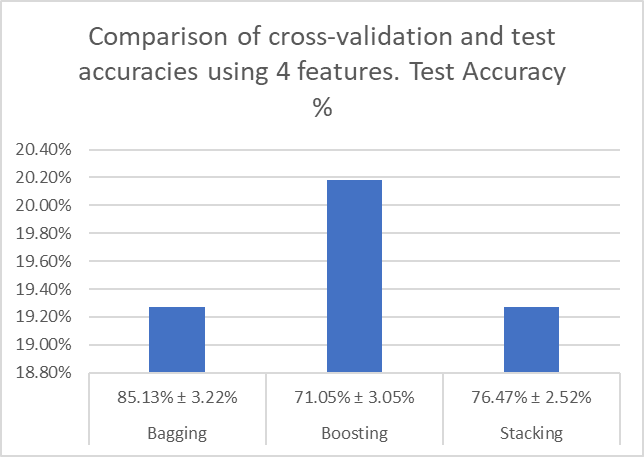 Comparison of cross-validation and test
accuracies using 4 features. Test Accuracy
%
20.40%
20.20%
20.00%
19.80%
19.60%
19.40%
19.20%
19.00%
18.80%
85.13% ± 3.22% 71.05% ± 3.05% 76.47% ± 2.52%
Bagging Boosting Stacking